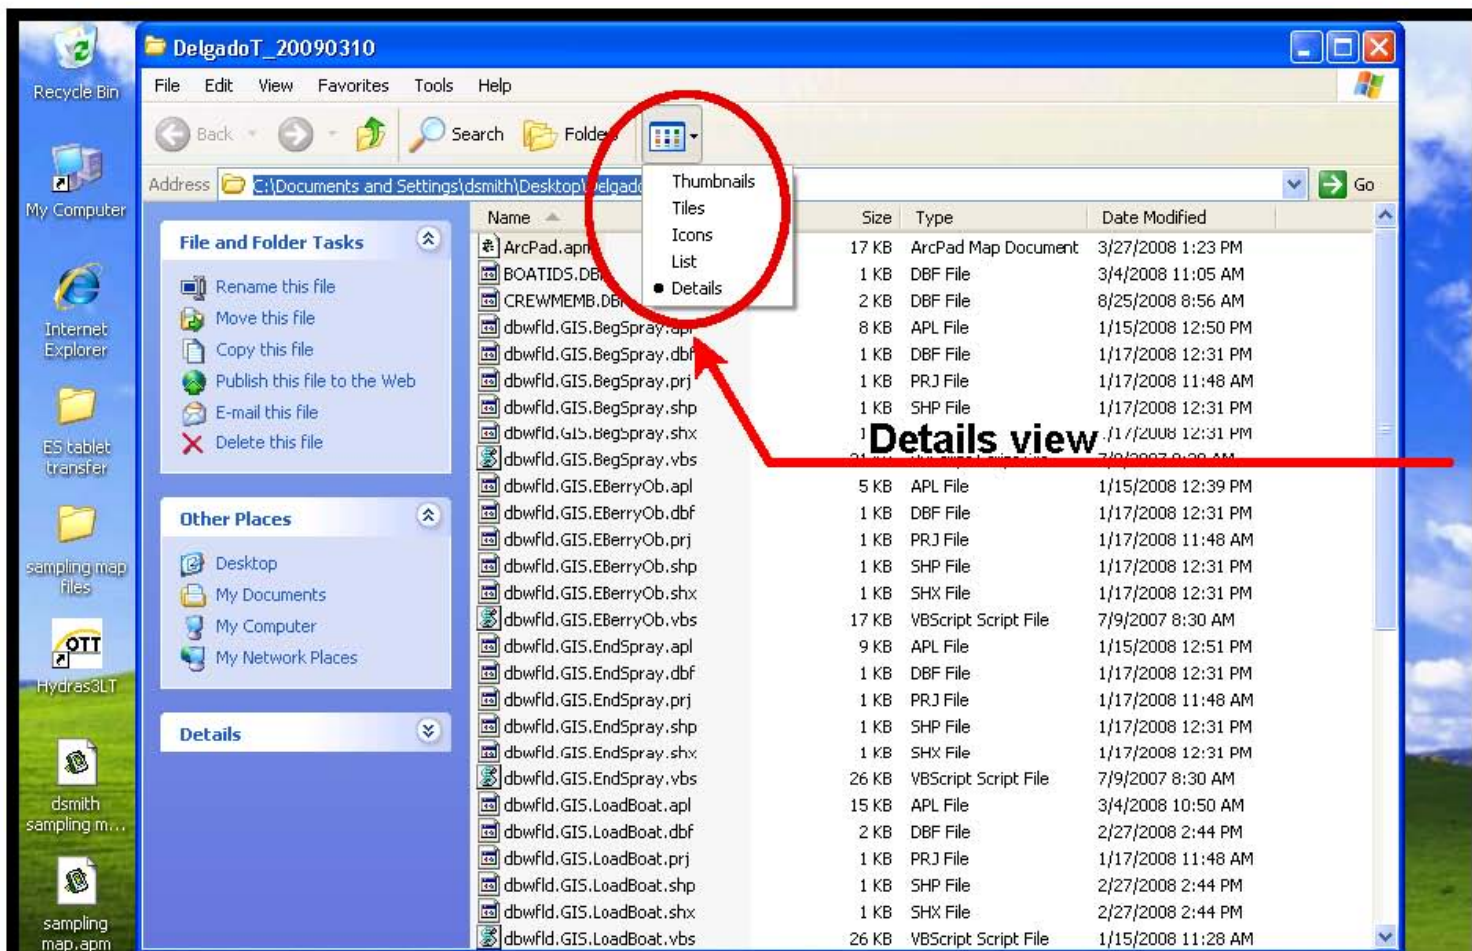 DelgadoT_20090310
File Edit View Favorites Tools Help
Back Search Folders
Address C:\Documents and Settings\dsmith\Desktop\Delgado Go
Thumbnails
Tiles
Icons
List
Details
Recycle Bin
My Computer
Internet
Explorer
ES tablet
transfer
sampling map
files
OTT
Hydras3LT
dsmith
sampling m...
sampling
map.apm
File and Folder Tasks
Rename this file
Move this file
Copy this file
Publish this file to the Web
E-mail this file
Delete this file
Other Places
Desktop
My Documents
My Computer
My Network Places
Details
Name Size Type Date Modified
ArcPad.apm 17 KB ArcPad Map Document 3/27/2008 1:23 PM
BOATIDS.DBF 1 KB DBF File 3/4/2008 11:05 AM
CREWMEMB.DBF 2 KB DBF File 8/25/2008 8:56 AM
dbwfld.GIS.BegSpray.apl 8 KB APL File 1/15/2008 12:50 PM
dbwfld.GIS.BegSpray.dbf 1 KB DBF File 1/17/2008 12:31 PM
dbwfld.GIS.BegSpray.prj 1 KB PRJ File 1/17/2008 11:48 AM
dbwfld.GIS.BegSpray.shp 1 KB SHP File 1/17/2008 12:31 PM
dbwfld.GIS.BegSpray.shx 1 12:31 PM
Details view
dbwfld.GIS.BegSpray.vbs
dbwfld.GIS.EBerryOb.apl 5 KB APL File 1/15/2008 12:39 PM
dbwfld.GIS.EBerryOb.dbf 1 KB DBF File 1/17/2008 12:31 PM
dbwfld.GIS.EBerryOb.prj 1 KB PRJ File 1/17/2008 11:48 AM
dbwfld.GIS.EBerryOb.shp 1 KB SHP File 1/17/2008 12:31 PM
dbwfld.GIS.EBerryOb.shx 1 KB SHX File 1/17/2008 12:31 PM
dbwfld.GIS.EBerryOb.vbs 17 KB VBScript Script File 7/9/2007 8:30 AM
dbwfld.GIS.EndSpray.apl 9 KB APL File 1/15/2008 12:51 PM
dbwfld.GIS.EndSpray.dbf 1 KB DBF File 1/17/2008 12:31 PM
dbwfld.GIS.EndSpray.prj 1 KB PRJ File 1/17/2008 11:48 AM
dbwfld.GIS.EndSpray.shp 1 KB SHP File 1/17/2008 12:31 PM
dbwfld.GIS.EndSpray.shx 1 KB SHX File 1/17/2008 12:31 PM
dbwfld.GIS.EndSpray.vbs 26 KB VBScript Script File 7/9/2007 8:30 AM
dbwfld.GIS.LoadBoat.apl 15 KB APL File 3/4/2008 10:50 AM
dbwfld.GIS.LoadBoat.dbf 2 KB DBF File 2/27/2008 2:44 PM
dbwfld.GIS.LoadBoat.prj 1 KB PRJ File 1/17/2008 11:48 AM
dbwfld.GIS.LoadBoat.shp 1 KB SHP File 2/27/2008 2:44 PM
dbwfld.GIS.LoadBoat.shx 1 KB SHX File 2/27/2008 2:44 PM
dbwfld.GIS.LoadBoat.vbs 26 KB VBScript Script File 1/15/2008 11:28 AM